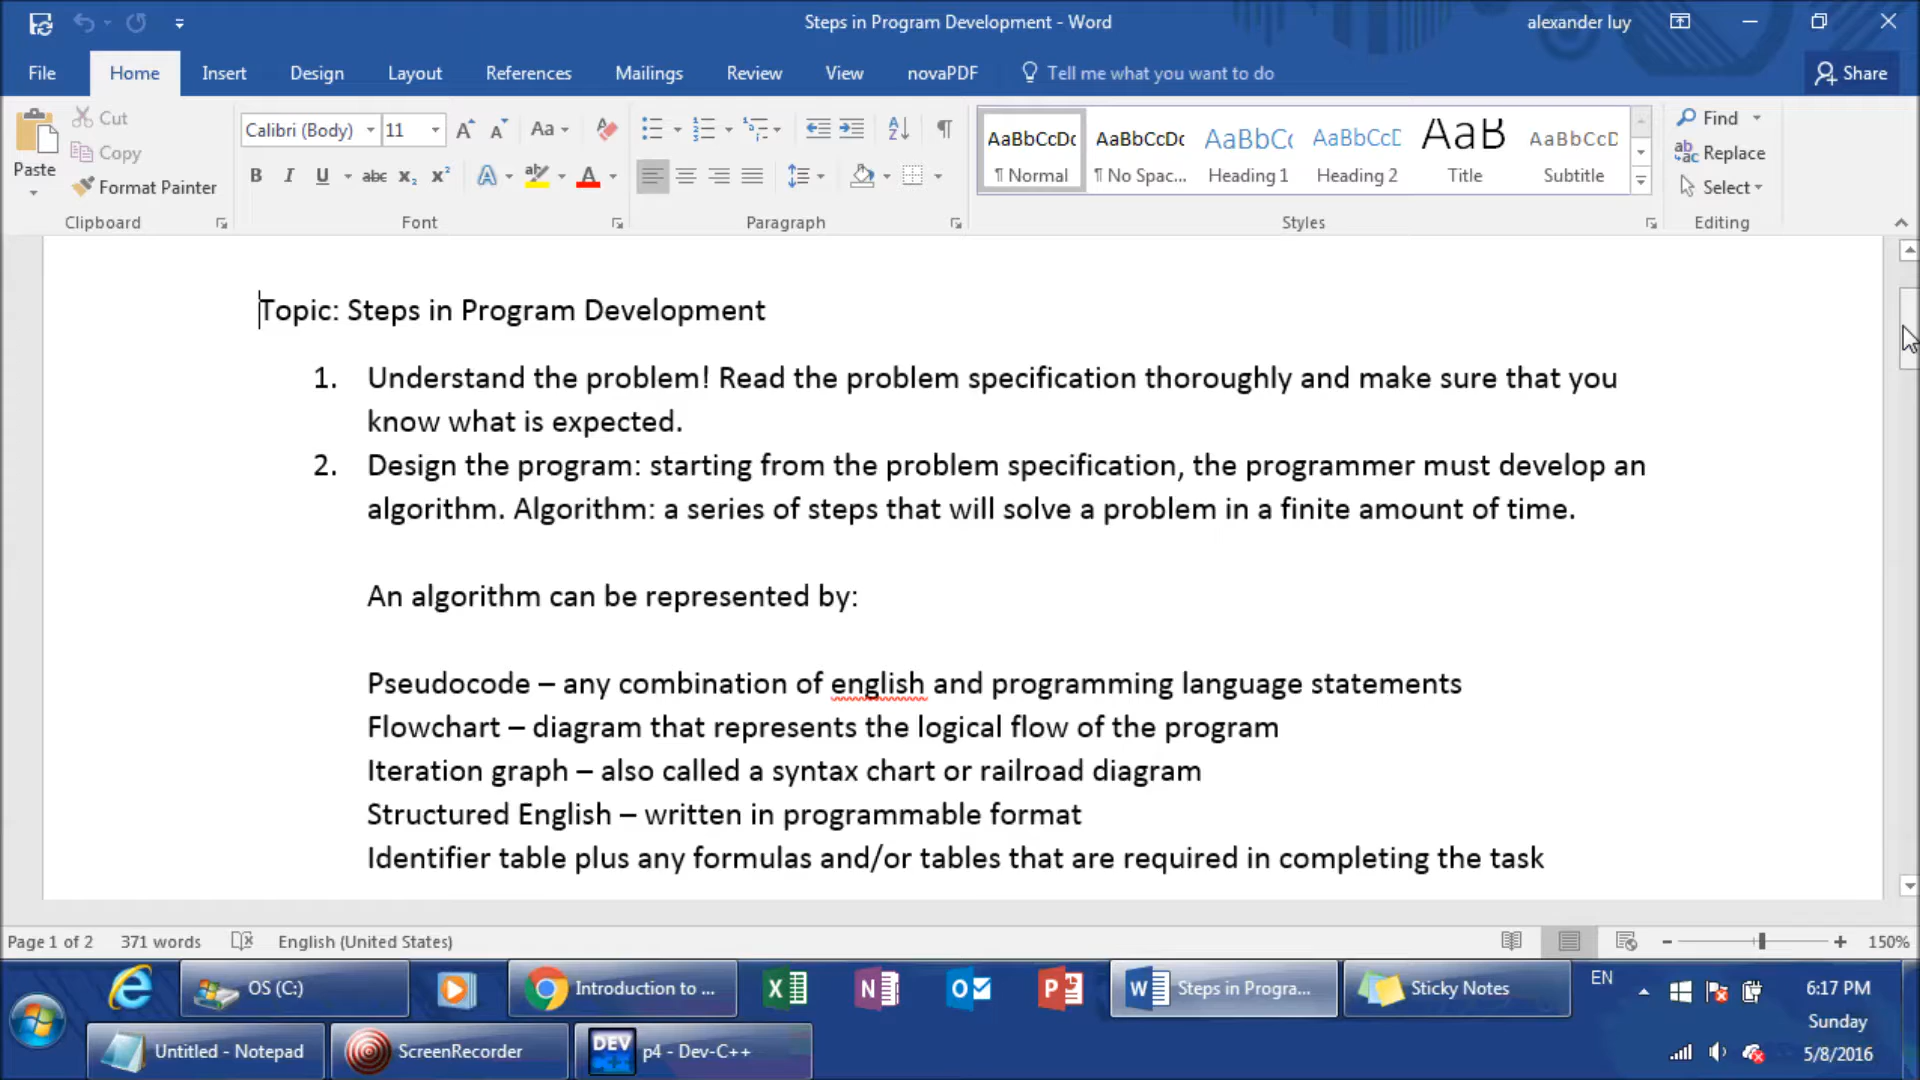 Steps in Program Development - Word
alexander luy
File Home Insert Design Layout References Mailings Review View novaPDF Tell me what you want to do Share
Paste
Cut
Copy
Format Painter
Clipboard
Calibri (Body) 11 Aa
B I U abc x₂ x²
Font
Paragraph
AaBbCcDc AaBbCcDc AaBbCc AaBbCcD AaB AaBbCcD
¶ Normal ¶ No Spac... Heading 1 Heading 2 Title Subtitle
Styles
Find
Replace
Select
Editing
Topic: Steps in Program Development
1. Understand the problem! Read the problem specification thoroughly and make sure that you
know what is expected.
2. Design the program: starting from the problem specification, the programmer must develop an
algorithm. Algorithm: a series of steps that will solve a problem in a finite amount of time.
An algorithm can be represented by:
Pseudocode – any combination of english and programming language statements
Flowchart – diagram that represents the logical flow of the program
Iteration graph – also called a syntax chart or railroad diagram
Structured English – written in programmable format
Identifier table plus any formulas and/or tables that are required in completing the task
Page 1 of 2 371 words English (United States) 150%
OS (C:) Introduction to ... Steps in Progra... Sticky Notes EN
6:17 PM
Sunday
5/8/2016
Untitled - Notepad ScreenRecorder DEV C++ p4 - Dev-C++